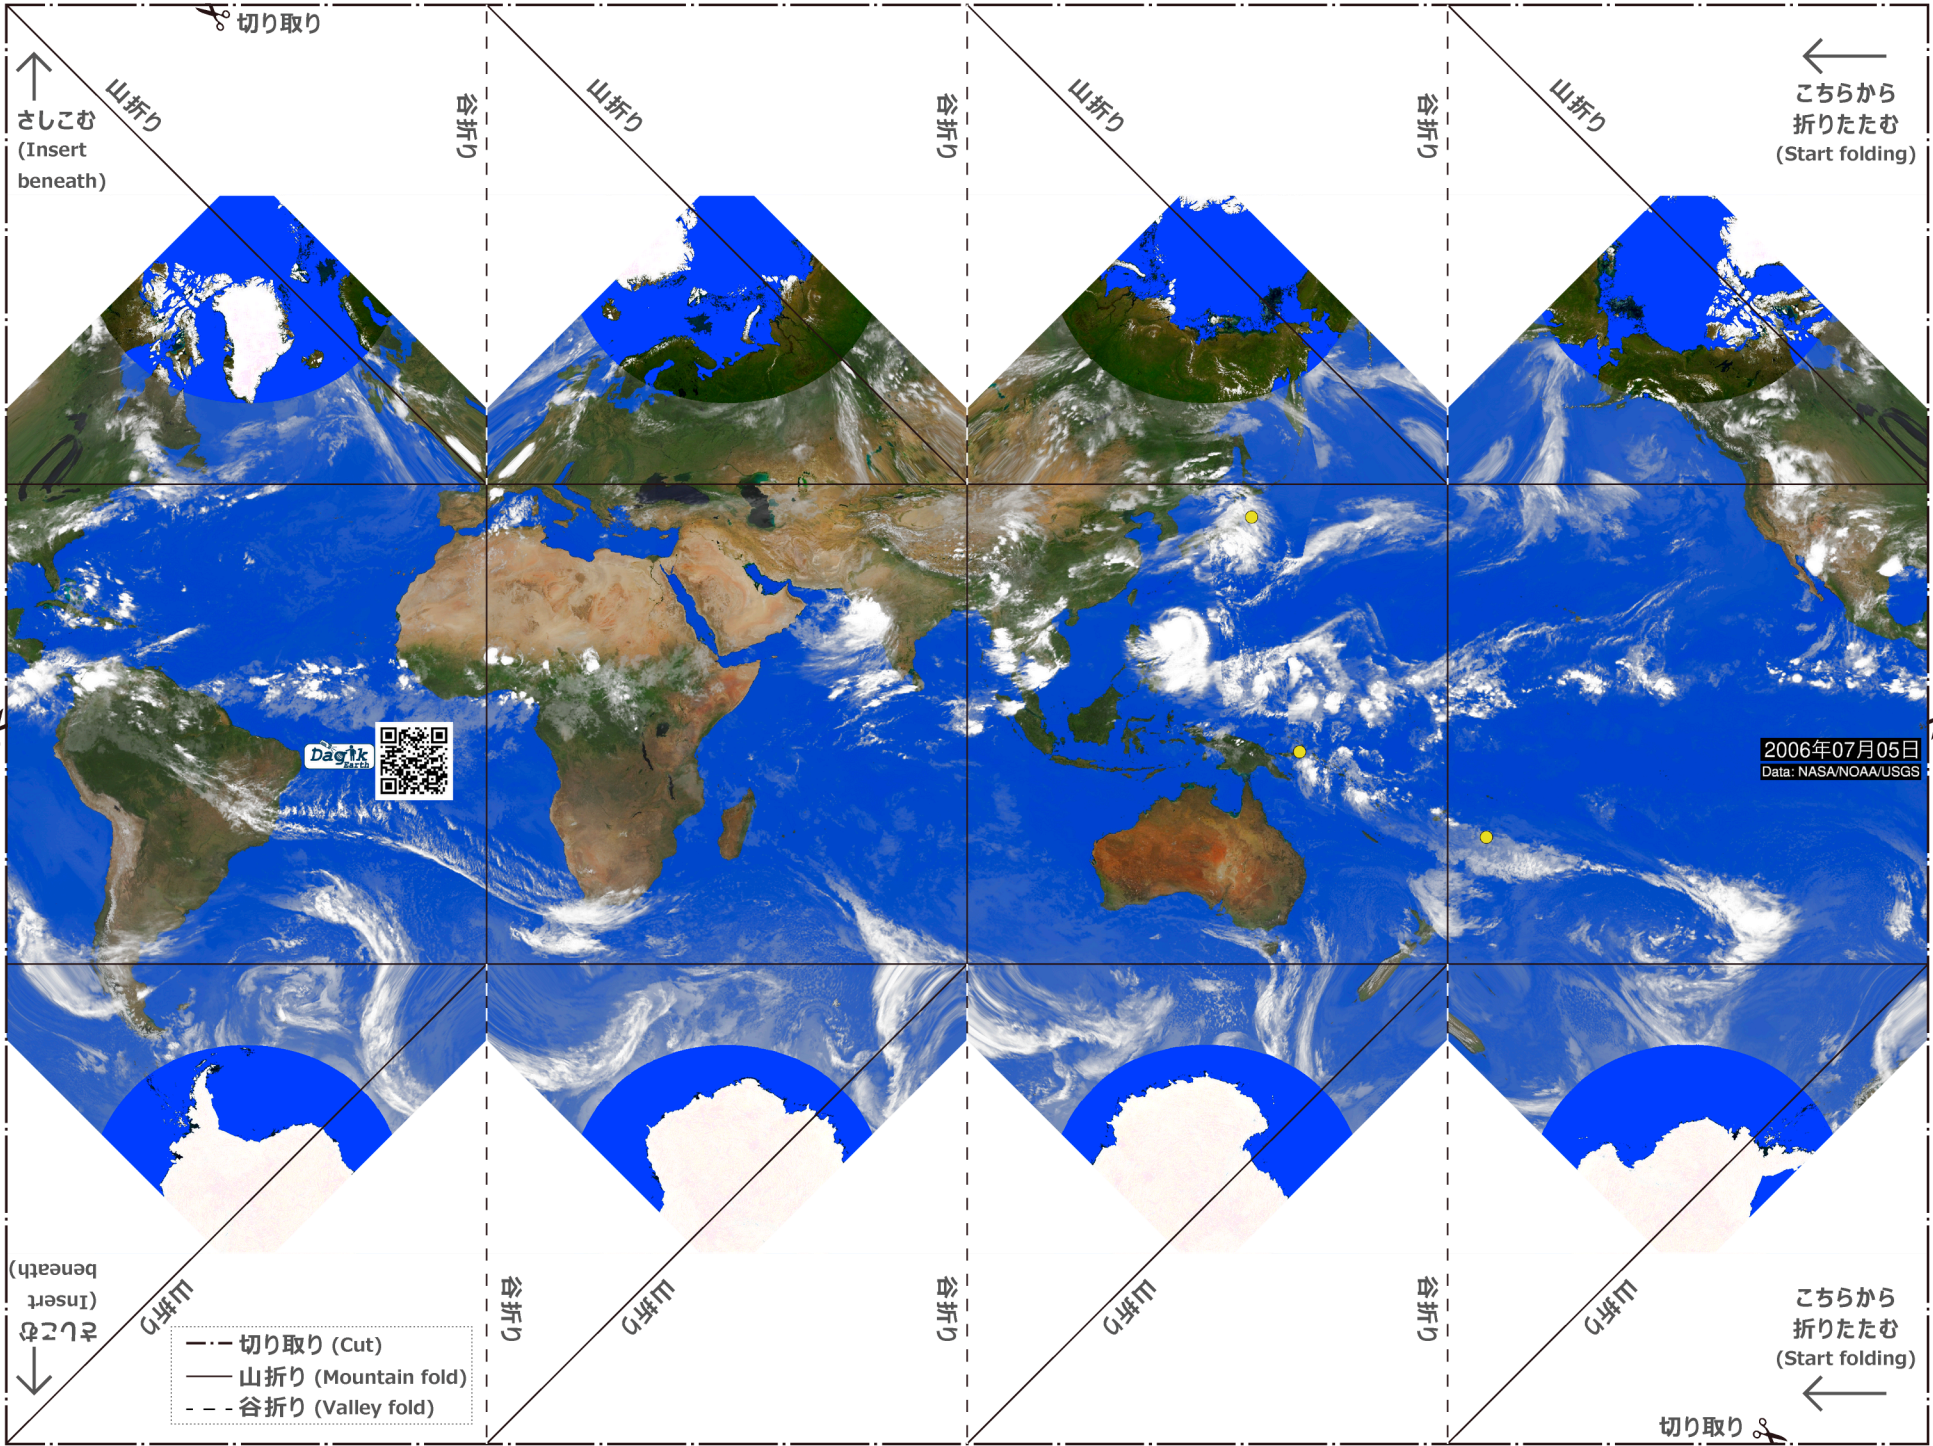 切り取り
さしこむ
(Insert
beneath)
山折り
谷折り
山折り
谷折り
山折り
谷折り
山折り
こちらから
折りたたむ
(Start folding)
Dagik
Earth
2006年07月05日
Data: NASA/NOAA/USGS
さしこむ
(Insert
beneath)
山折り
谷折り
山折り
谷折り
山折り
谷折り
山折り
こちらから
折りたたむ
(Start folding)
切り取り (Cut)
山折り (Mountain fold)
谷折り (Valley fold)
切り取り